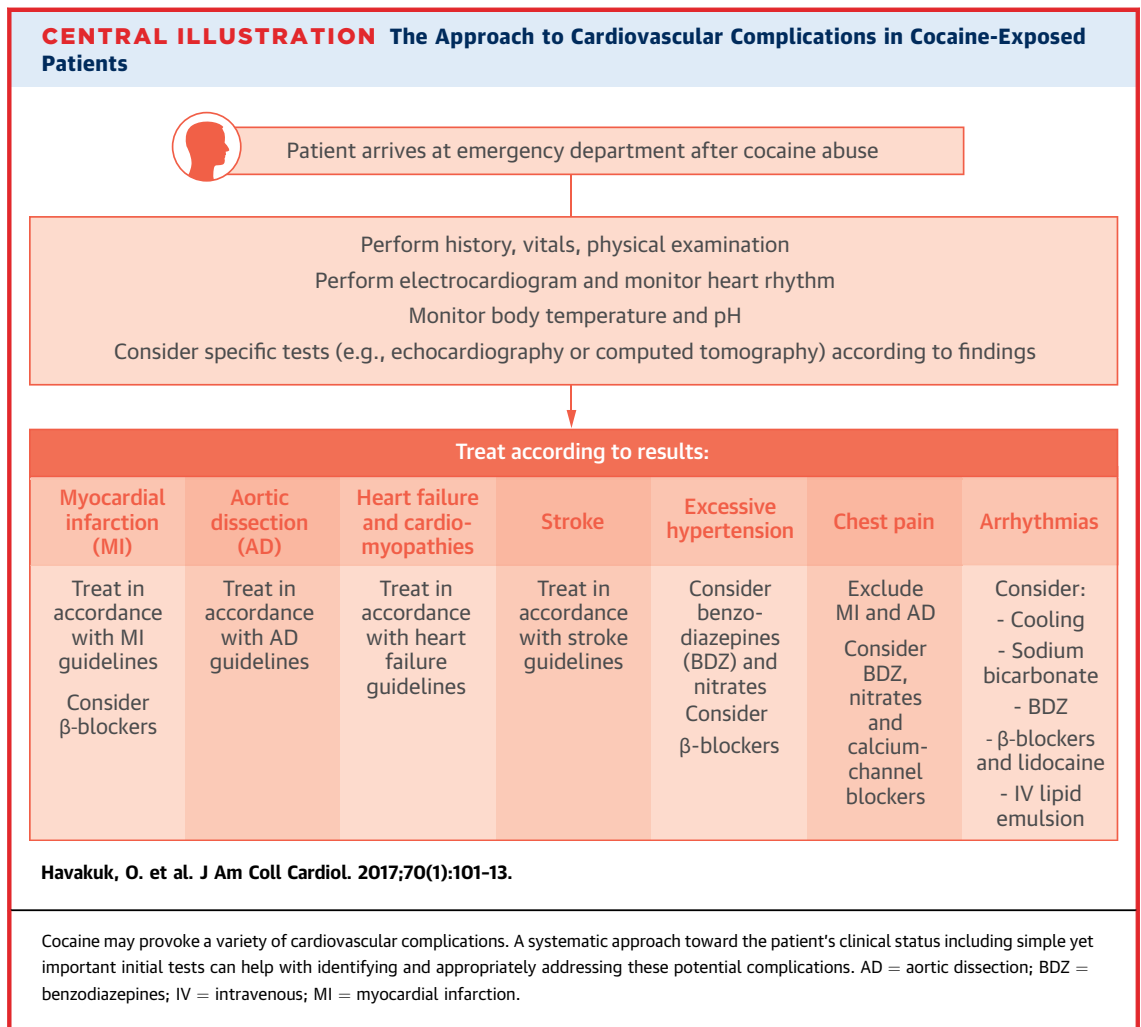 CENTRAL ILLUSTRATION The Approach to Cardiovascular Complications in Cocaine-Exposed
Patients
Patient arrives at emergency department after cocaine abuse
Perform history, vitals, physical examination
Perform electrocardiogram and monitor heart rhythm
Monitor body temperature and pH
Consider specific tests (e.g., echocardiography or computed tomography) according to findings
Treat according to results:
Myocardial
infarction
(MI)
Treat in
accordance
with MI
guidelines
Consider
β-blockers
Aortic
dissection
(AD)
Treat in
accordance
with AD
guidelines
Heart failure
and cardio-
myopathies
Treat in
accordance
with heart
failure
guidelines
Stroke
Treat in
accordance
with stroke
guidelines
Excessive
hypertension
Consider
benzo-
diazepines
(BDZ) and
nitrates
Consider
β-blockers
Chest pain
Exclude
MI and AD
Consider
BDZ,
nitrates
and
calcium-
channel
blockers
Arrhythmias
Consider:
- Cooling
- Sodium
bicarbonate
- BDZ
- β-blockers
and lidocaine
- IV lipid
emulsion
Havakuk, O. et al. J Am Coll Cardiol. 2017;70(1):101–13.
Cocaine may provoke a variety of cardiovascular complications. A systematic approach toward the patient's clinical status including simple yet
important initial tests can help with identifying and appropriately addressing these potential complications. AD = aortic dissection; BDZ =
benzodiazepines; IV = intravenous; MI = myocardial infarction.